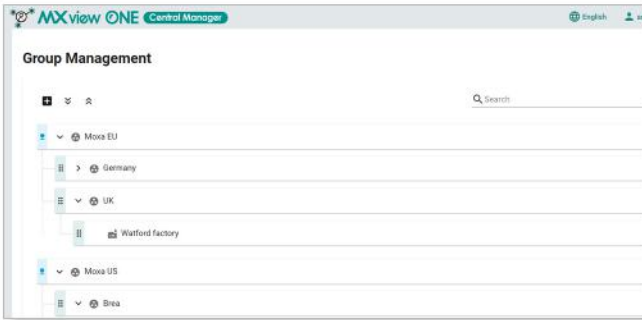 MXview ONE Central Manager
English
Group Management
Search
Moxa EU
Germany
UK
Watford factory
Moxa US
Brea